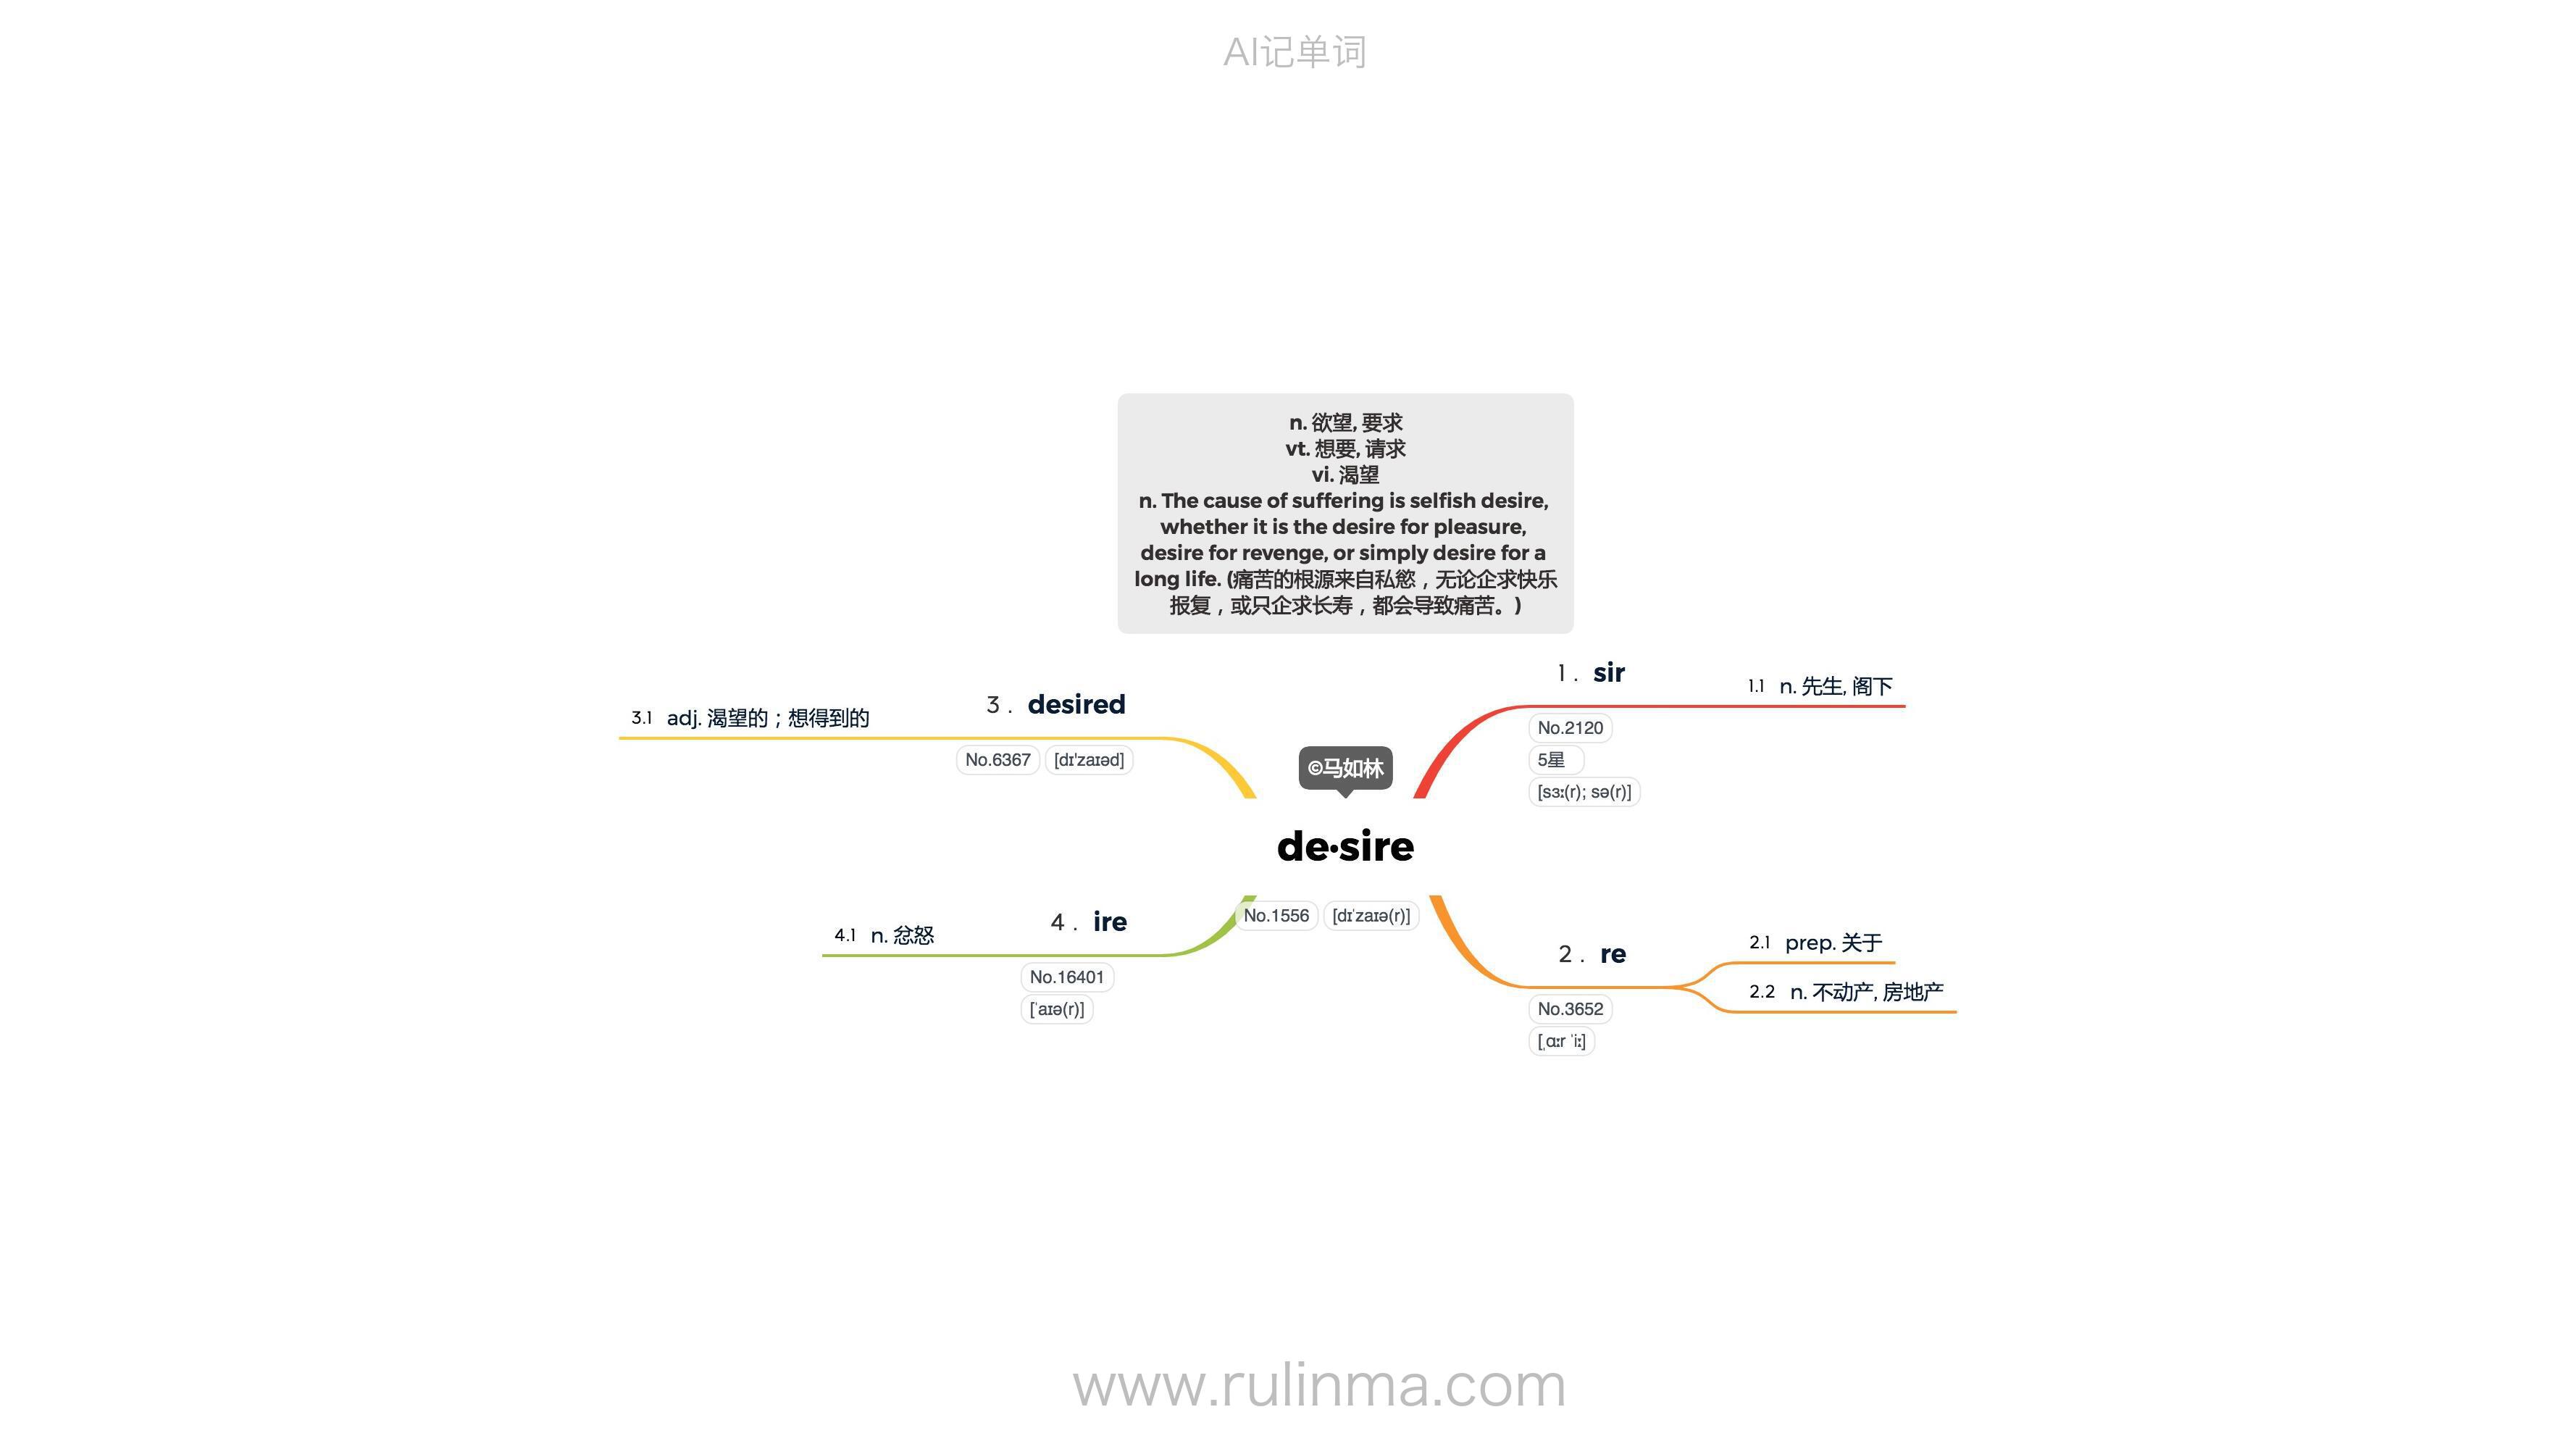 AI记单词
n. 欲望, 要求
vt. 想要, 请求
vi. 渴望
n. The cause of suffering is selfish desire,
whether it is the desire for pleasure,
desire for revenge, or simply desire for a
long life. (痛苦的根源来自私慾，无论企求快乐
报复，或只企求长寿，都会导致痛苦。)
1. sir
1.1 n. 先生, 阁下
No.2120
5星
[sɜː(r); sə(r)]
3. desired
3.1 adj. 渴望的；想得到的
No.6367 [dɪ'zaɪəd]
©马如林
de·sire
No.1556 [dɪˈzaɪə(r)]
4. ire
4.1 n. 忿怒
No.16401
[ˈaɪə(r)]
2. re
2.1 prep. 关于
2.2 n. 不动产, 房地产
No.3652
[ˌɑːr ˈiː]
www.rulinma.com